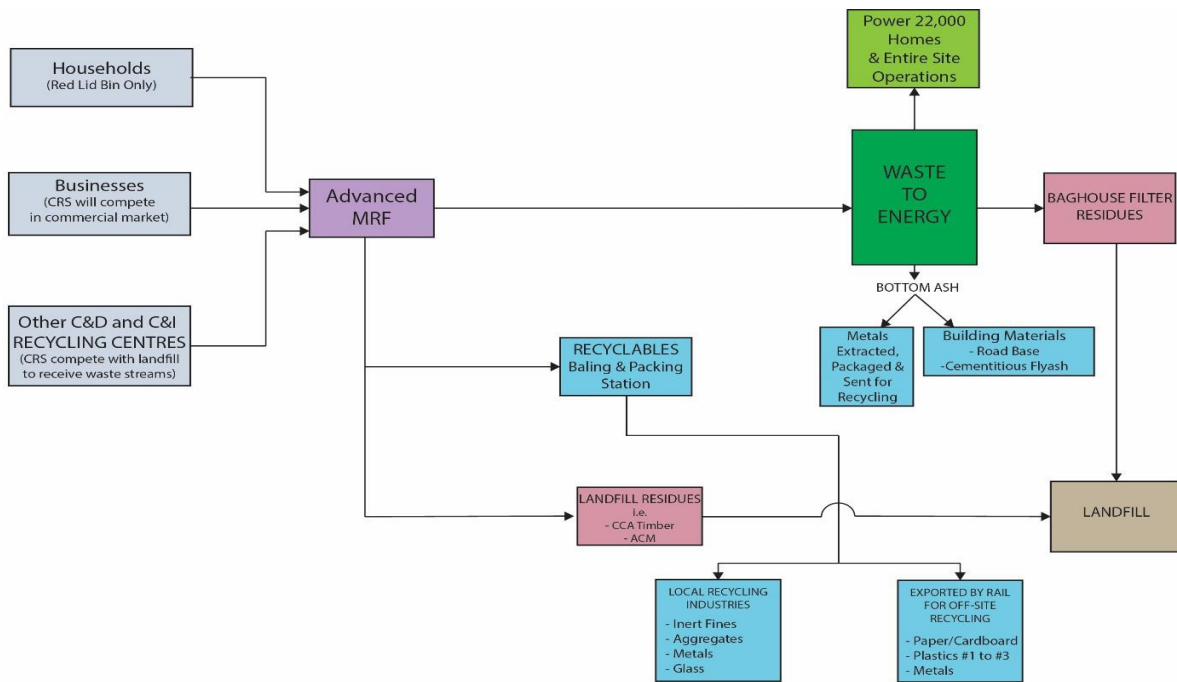 Households
(Red Lid Bin Only)
Businesses
(CRS will compete
in commercial market)
Other C&D and C&I
RECYCLING CENTRES
(CRS compete with landfill
to receive waste streams)
Advanced
MRF
Power 22,000
Homes
& Entire Site
Operations
WASTE
TO
ENERGY
BAGHOUSE FILTER
RESIDUES
BOTTOM ASH
Metals
Extracted,
Packaged &
Sent for
Recycling
Building Materials
- Road Base
-Cementitious Flyash
RECYCLABLES
Baling & Packing
Station
LANDFILL RESIDUES
i.e.
- CCA Timber
- ACM
LANDFILL
LOCAL RECYCLING
INDUSTRIES
- Inert Fines
- Aggregates
- Metals
- Glass
EXPORTED BY RAIL
FOR OFF-SITE
RECYCLING
- Paper/Cardboard
- Plastics #1 to #3
- Metals